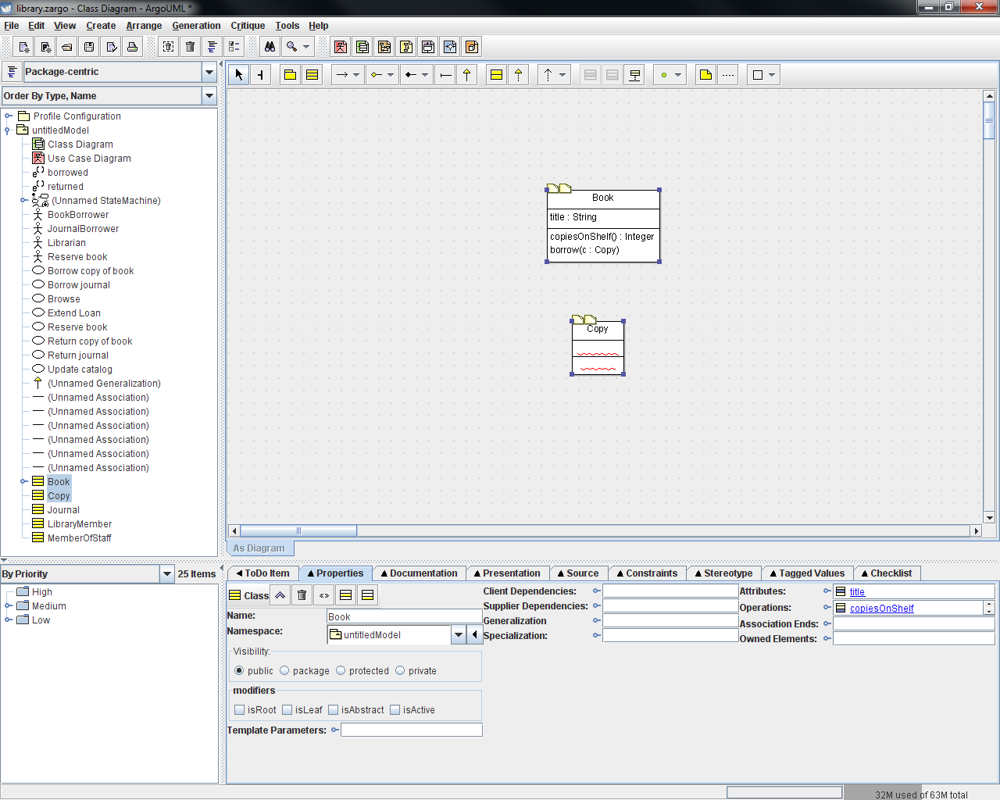 library.zargo - Class Diagram - ArgoUML *
File Edit View Create Arrange Generation Critique Tools Help
Package-centric
Order By Type, Name
Profile Configuration
untitledModel
Class Diagram
Use Case Diagram
borrowed
returned
(Unnamed StateMachine)
BookBorrower
JournalBorrower
Librarian
Reserve book
Borrow copy of book
Borrow journal
Browse
Extend Loan
Reserve book
Return copy of book
Return journal
Update catalog
(Unnamed Generalization)
(Unnamed Association)
(Unnamed Association)
(Unnamed Association)
(Unnamed Association)
(Unnamed Association)
(Unnamed Association)
Book
Copy
Journal
LibraryMember
MemberOfStaff
Book
title : String
copiesOnShelf() : Integer
borrow(c : Copy)
Copy
As Diagram
By Priority 25 Items
High
Medium
Low
ToDo Item Properties Documentation Presentation Source Constraints Stereotype Tagged Values Checklist
Class
Name: Book
Namespace: untitledModel
Visibility:
public package protected private
modifiers
isRoot isLeaf isAbstract isActive
Template Parameters:
Client Dependencies:
Supplier Dependencies:
Generalization
Specialization:
Attributes: title
Operations: copiesOnShelf
Association Ends:
Owned Elements:
32M used of 63M total